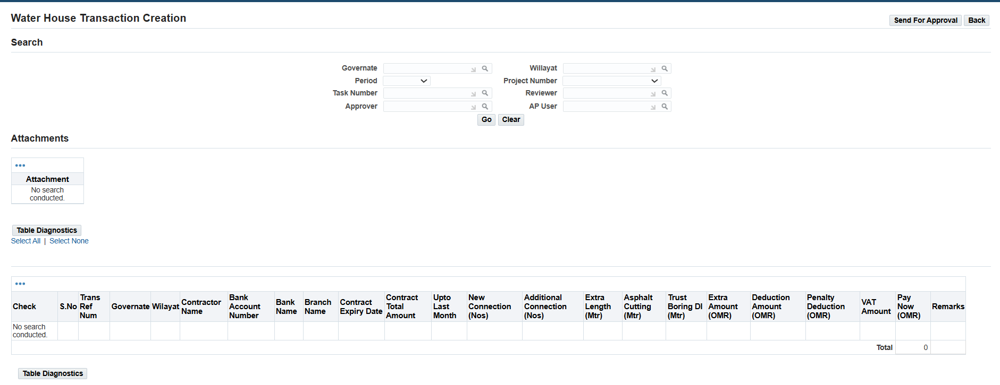 Water House Transaction Creation
Send For Approval Back
Search
Governate Willayat
Period Project Number
Task Number Reviewer
Approver AP User
Go Clear
Attachments
Attachment
No search
conducted.
Table Diagnostics
Select All | Select None
Check
S.No
Trans
Ref
Num
Governate
Wilayat
Contractor
Name
Bank
Account
Number
Bank
Name
Branch
Name
Contract
Expiry Date
Contract
Total
Amount
Upto
Last
Month
New
Connection
(Nos)
Additional
Connection
(Nos)
Extra
Length
(Mtr)
Asphalt
Cutting
(Mtr)
Trust
Boring DI
(Mtr)
Extra
Amount
(OMR)
Deduction
Amount
(OMR)
Penalty
Deduction
(OMR)
VAT
Amount
Pay
Now
(OMR)
Remarks
No search
conducted.
Total 0
Table Diagnostics